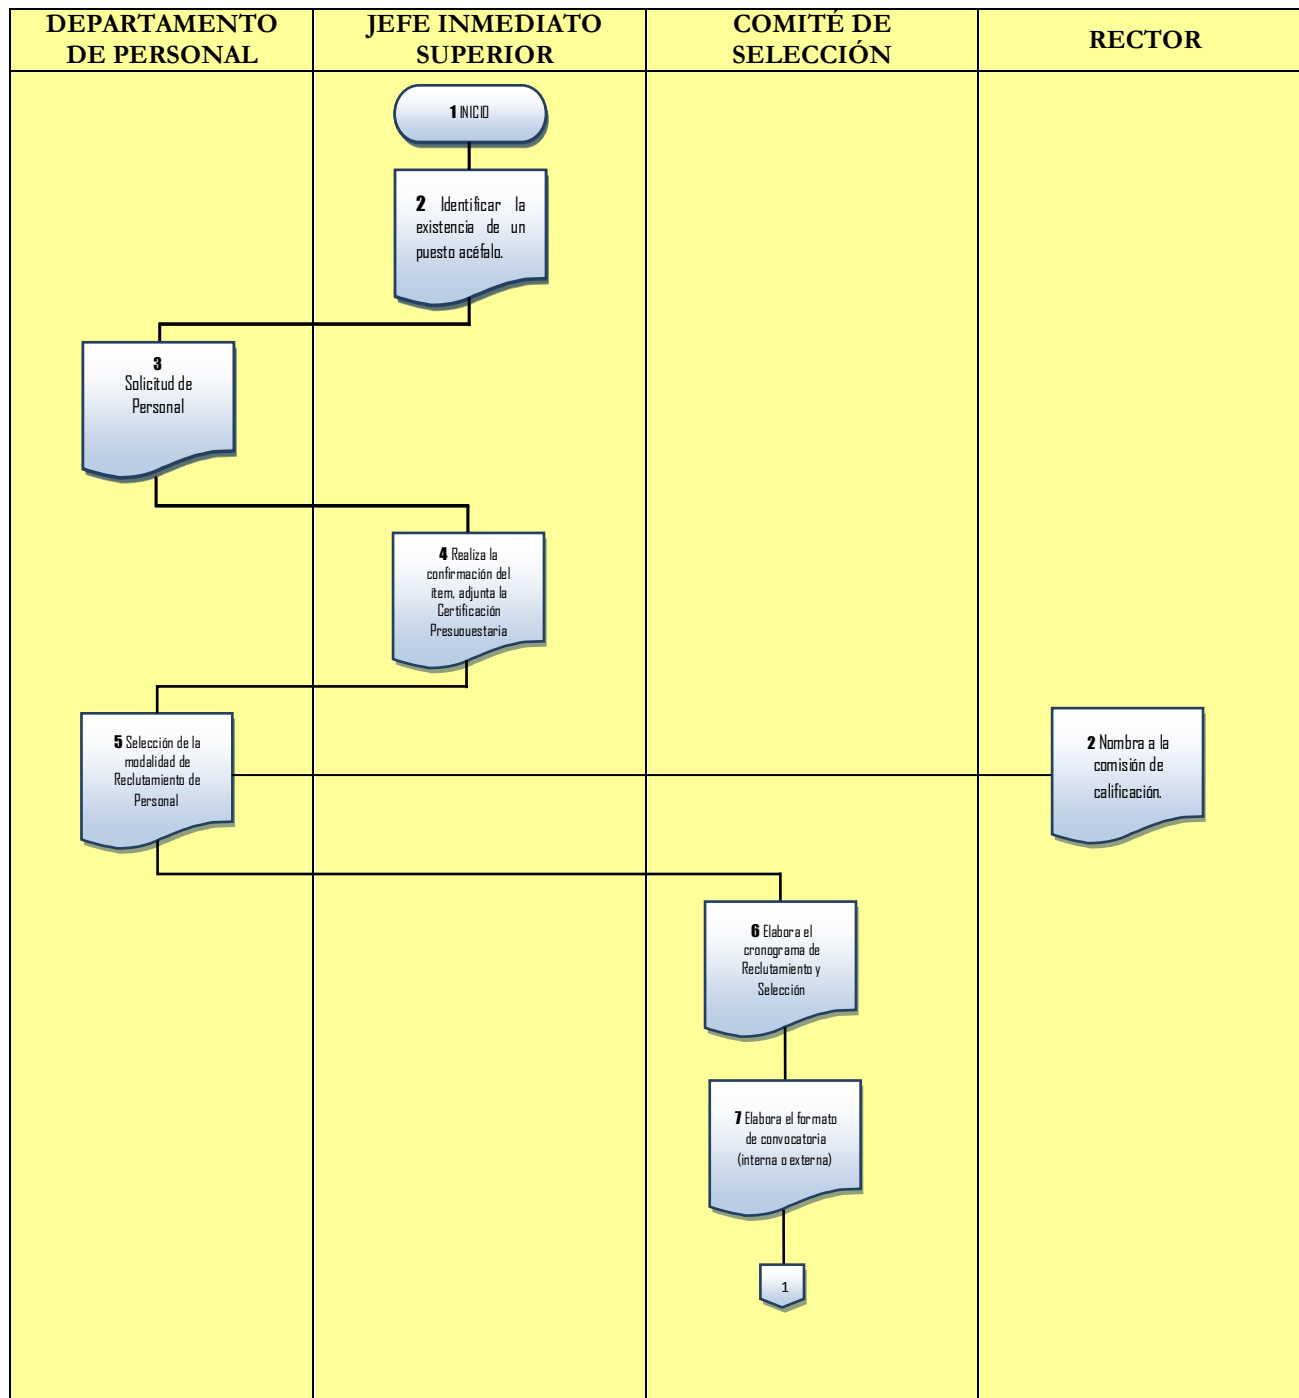 DEPARTAMENTO
DE PERSONAL
JEFE INMEDIATO
SUPERIOR
COMITÉ DE
SELECCIÓN
RECTOR
1 INICIO
2 Identificar la
existencia de un
puesto acéfalo.
3
Solicitud de
Personal
4 Realiza la
confirmación del
ítem, adjunta la
Certificación
Presupuestaria
5 Selección de la
modalidad de
Reclutamiento de
Personal
2 Nombra a la
comisión de
calificación.
6 Elabora el
cronograma de
Reclutamiento y
Selección
7 Elabora el formato
de convocatoria
(interna o externa)
1